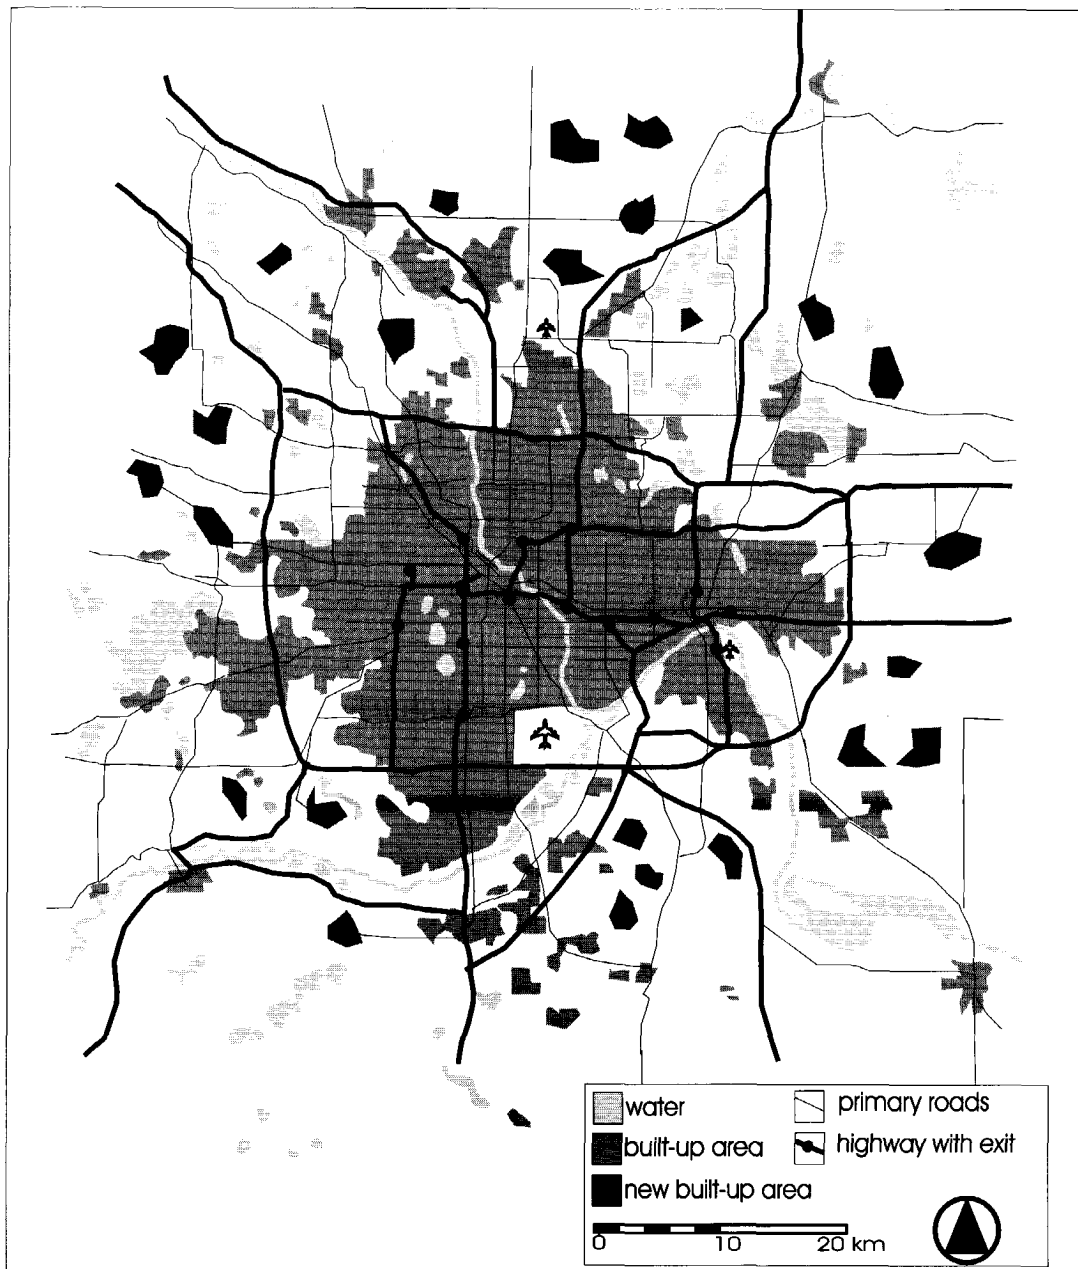 water
primary roads
built-up area
highway with exit
new built-up area
0 10 20 km